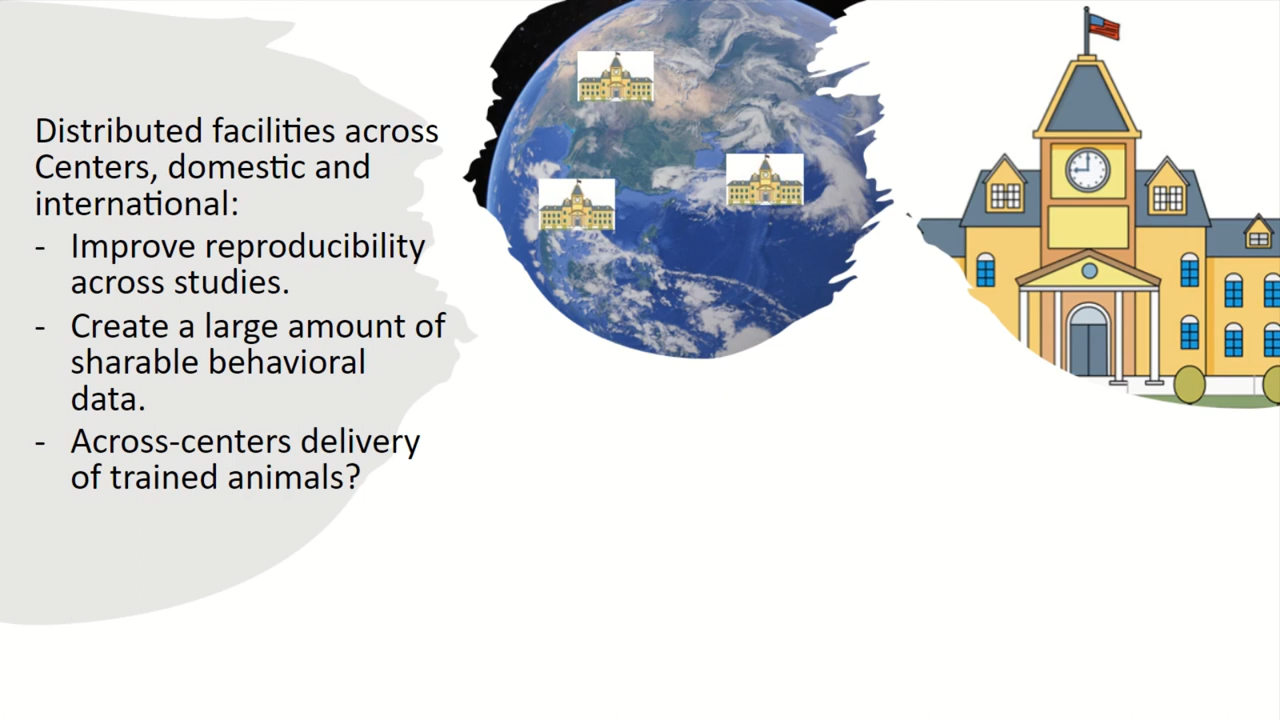 Distributed facilities across
Centers, domestic and
international:
- Improve reproducibility
across studies.
- Create a large amount of
sharable behavioral
data.
- Across-centers delivery
of trained animals?